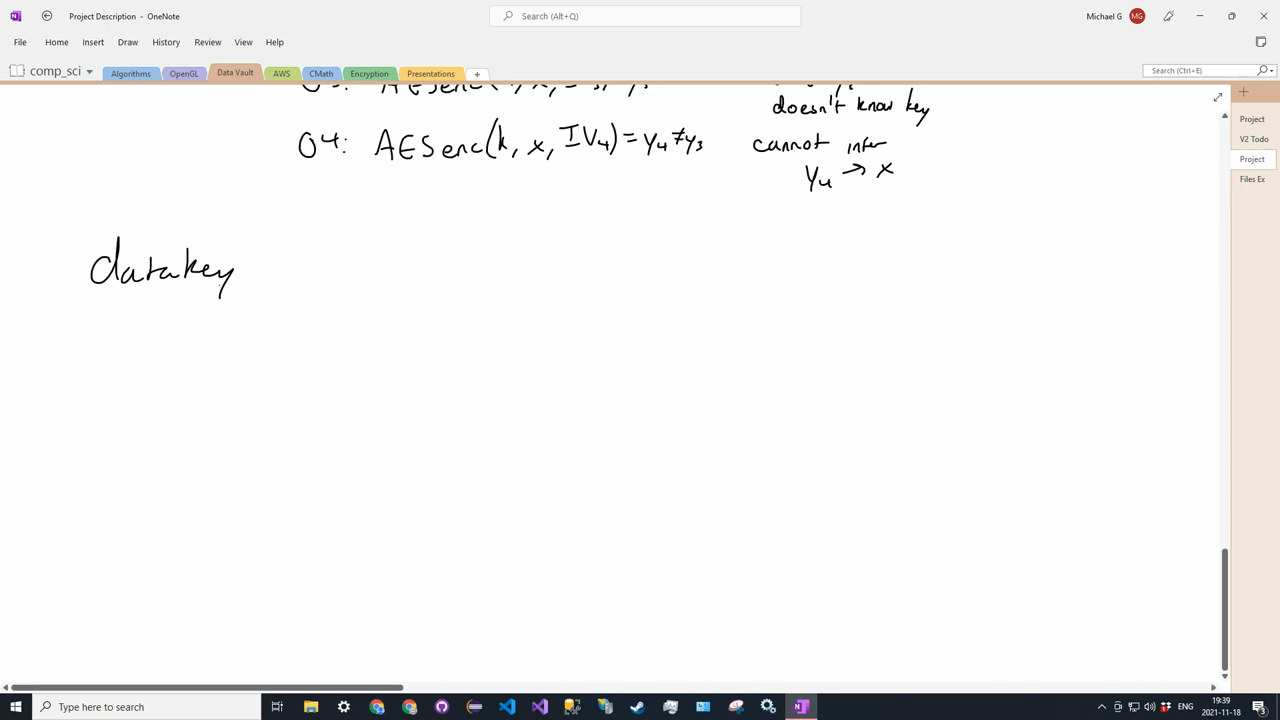 Project Description - OneNote
Search (Alt+Q)
Michael G
MG
File Home Insert Draw History Review View Help
comp_sci
Algorithms OpenGL Data Vault AWS CMath Encryption Presentations +
Search (Ctrl+E)
doesn't know key
04: AESenc(k, x, IV₄) = y₄ ≠ y₃
cannot infer
y₄ → x
datakey
Project
V2 Todo
Project
Files Ex
Type here to search
ENG
19:39
2021-11-18